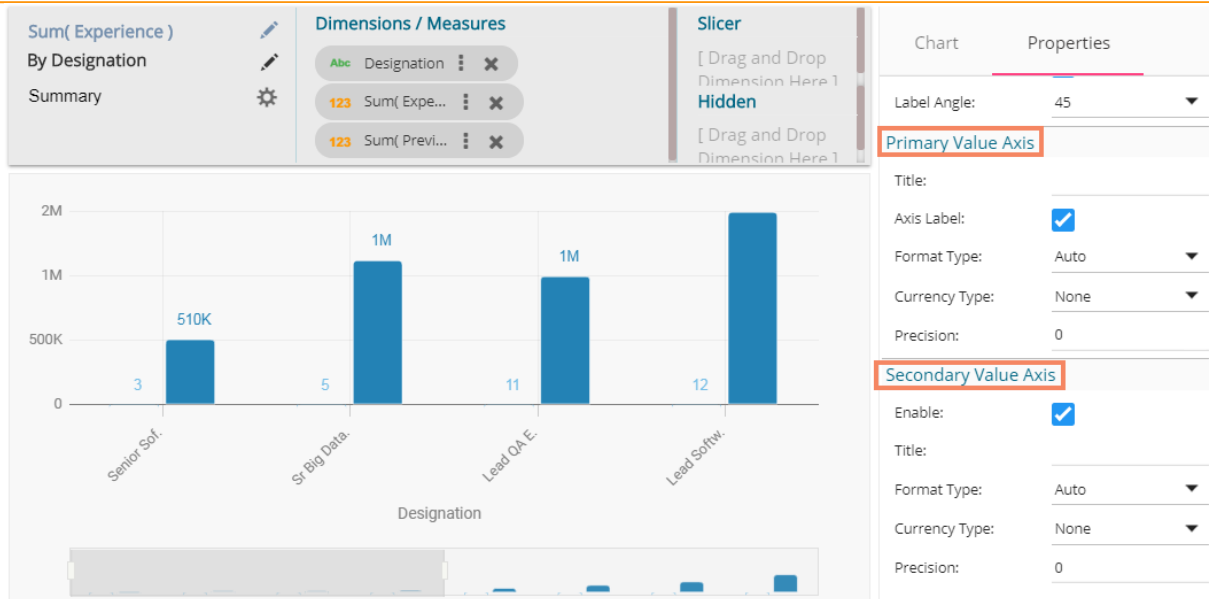 Sum( Experience )
By Designation
Summary
Dimensions / Measures
Abc Designation
123 Sum( Expe...
123 Sum( Previ...
Slicer
[ Drag and Drop
Dimension Here ]
Hidden
[ Drag and Drop
Dimension Here ]
Chart Properties
Label Angle: 45
Primary Value Axis
Title:
Axis Label:
Format Type: Auto
Currency Type: None
Precision: 0
Secondary Value Axis
Enable:
Title:
Format Type: Auto
Currency Type: None
Precision: 0
2M
1M
500K
0
3
510K
5
1M
11
1M
12
Senior Sof.
Sr Big Data.
Lead QA E.
Lead Softw.
Designation